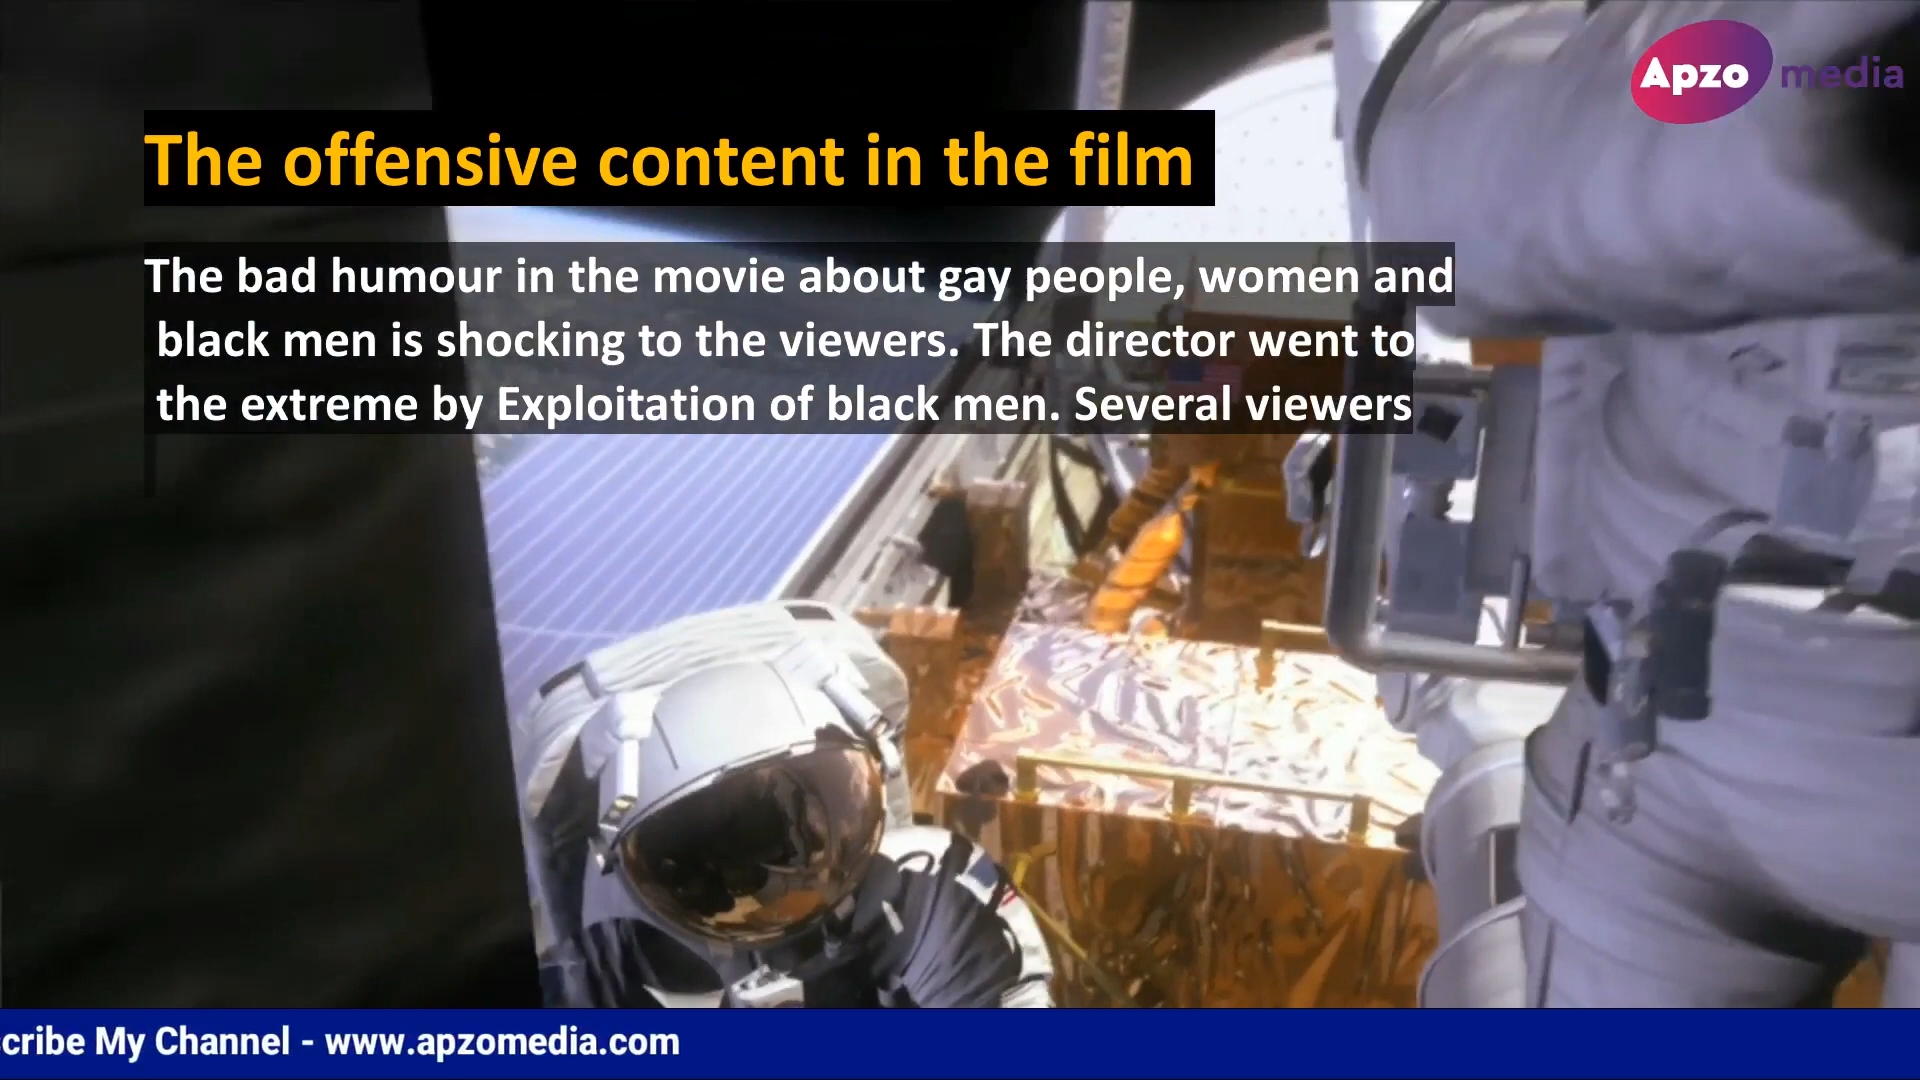 Apzo media
The offensive content in the film
The bad humour in the movie about gay people, women and
black men is shocking to the viewers. The director went to
the extreme by Exploitation of black men. Several viewers
cribe My Channel - www.apzomedia.com